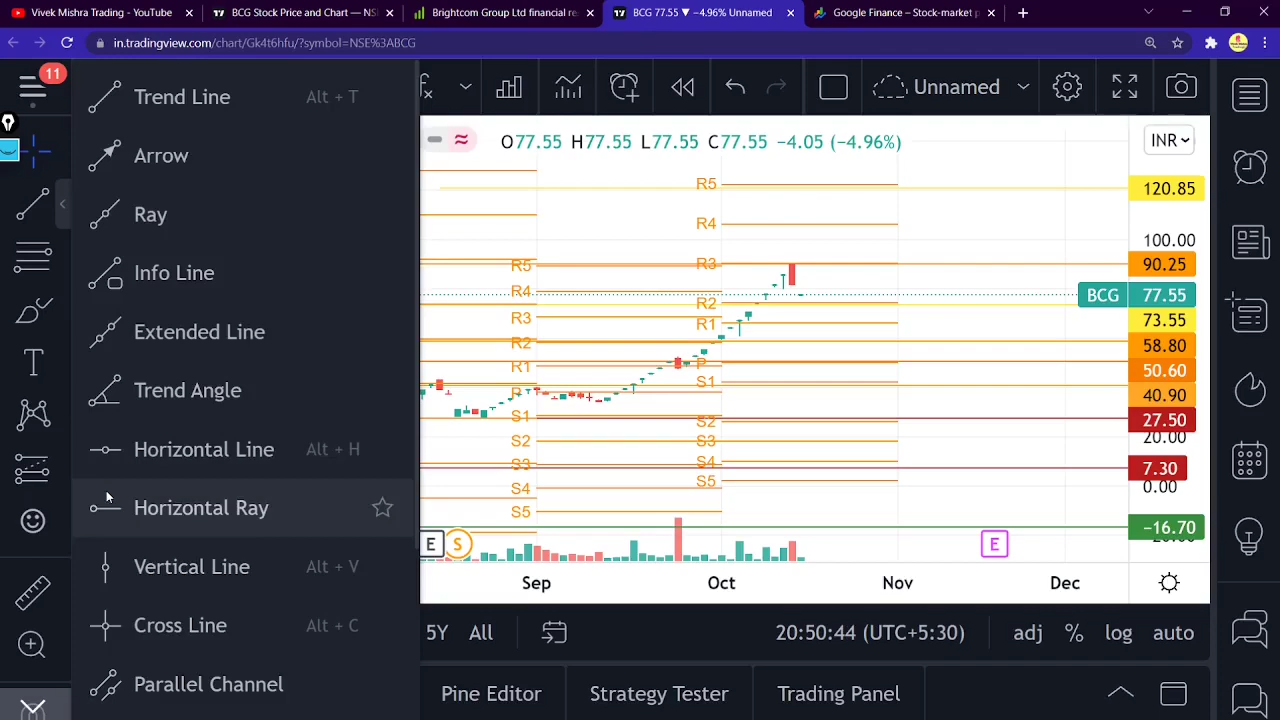 Vivek Mishra Trading - YouTube
BCG Stock Price and Chart — NS
Brightcom Group Ltd financial re
BCG 77.55 ▼ −4.96% Unnamed
Google Finance – Stock-market p
in.tradingview.com/chart/Gk4t6hfu/?symbol=NSE%3ABCG
11
Unnamed
Trend Line Alt + T
Arrow
Ray
Info Line
Extended Line
Trend Angle
Horizontal Line Alt + H
Horizontal Ray
Vertical Line Alt + V
Cross Line Alt + C
Parallel Channel
O77.55 H77.55 L77.55 C77.55 −4.05 (−4.96%)
INR
R5
R4
R3
R2
R1
P
S1
S2
S3
S4
S5
R5
R4
R3
R2
R1
P
S1
S2
S3
S4
S5
120.85
100.00
90.25
BCG 77.55
73.55
58.80
50.60
40.90
27.50
20.00
7.30
0.00
−16.70
E S E
Sep Oct Nov Dec
5Y All 20:50:44 (UTC+5:30) adj % log auto
Pine Editor Strategy Tester Trading Panel